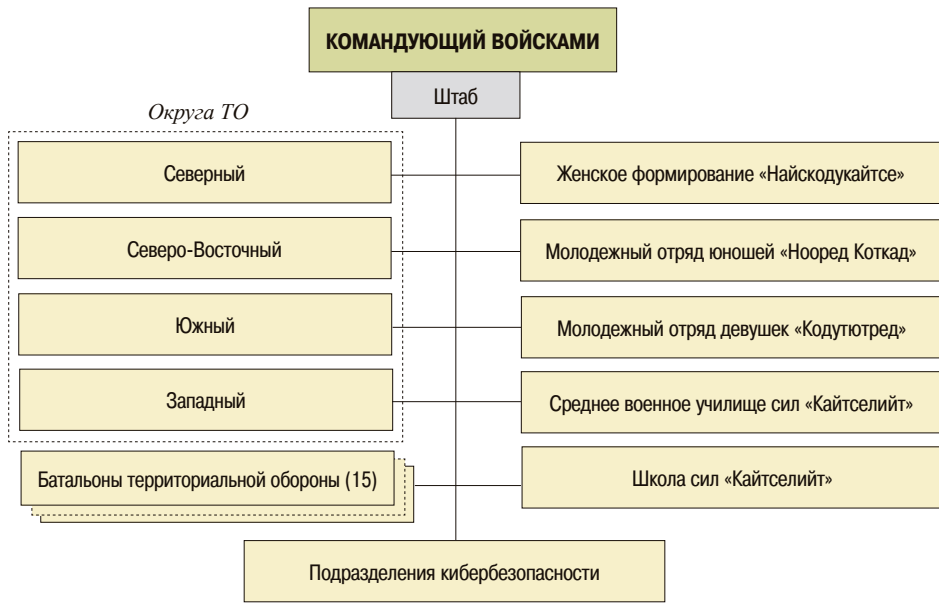 КОМАНДУЮЩИЙ ВОЙСКАМИ
Штаб
Округа ТО
Северный
Северо-Восточный
Южный
Западный
Батальоны территориальной обороны (15)
Женское формирование «Найскодукайтсе»
Молодежный отряд юношей «Нооред Коткад»
Молодежный отряд девушек «Кодутютред»
Среднее военное училище сил «Кайтселийт»
Школа сил «Кайтселийт»
Подразделения кибербезопасности